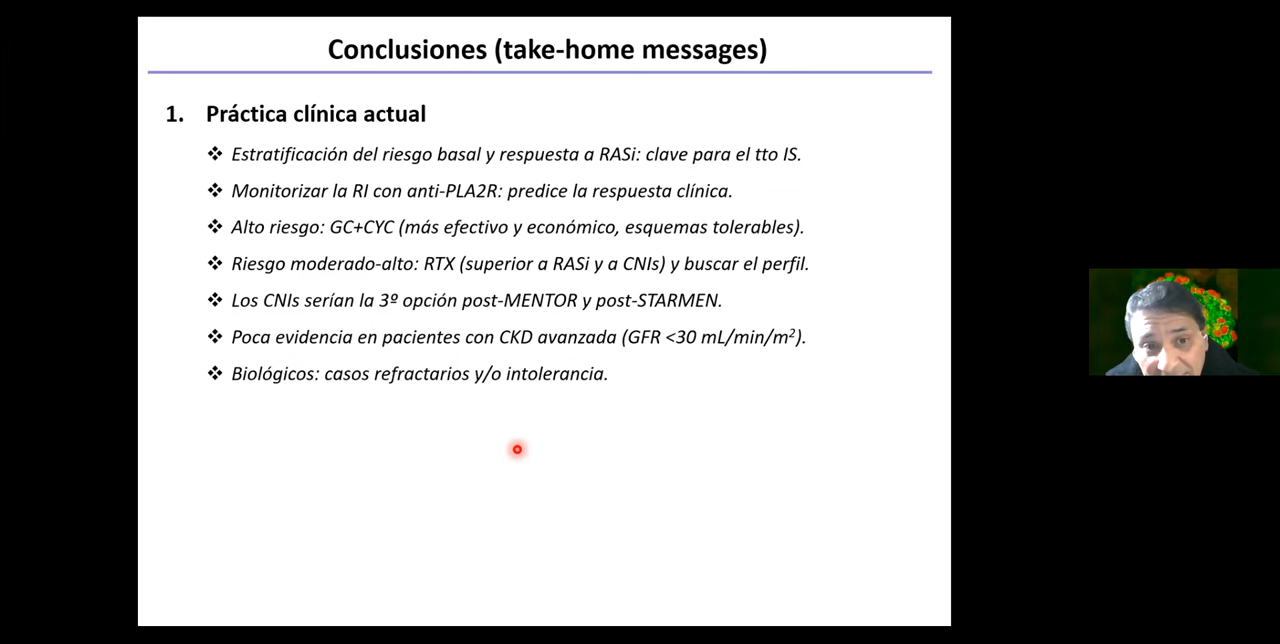 Conclusiones (take-home messages)
1. Práctica clínica actual
❖ Estratificación del riesgo basal y respuesta a RASi: clave para el tto IS.
❖ Monitorizar la RI con anti-PLA2R: predice la respuesta clínica.
❖ Alto riesgo: GC+CYC (más efectivo y económico, esquemas tolerables).
❖ Riesgo moderado-alto: RTX (superior a RASi y a CNIs) y buscar el perfil.
❖ Los CNIs serían la 3º opción post-MENTOR y post-STARMEN.
❖ Poca evidencia en pacientes con CKD avanzada (GFR <30 mL/min/m²).
❖ Biológicos: casos refractarios y/o intolerancia.